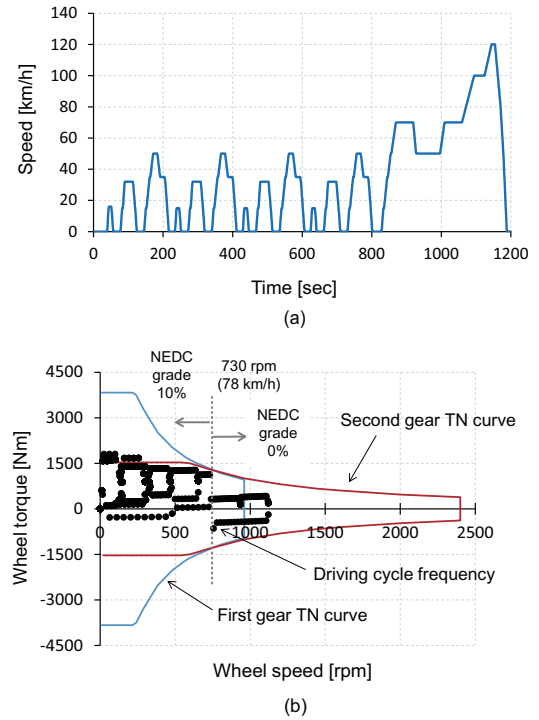 140
120
100
80
60
40
20
0
Speed [km/h]
0 200 400 600 800 1000 1200
Time [sec]
(a)
4500
3000
1500
0
-1500
-3000
-4500
Wheel torque [Nm]
NEDC
grade
10%
730 rpm
(78 km/h)
NEDC
grade
0%
Second gear TN curve
0 500 1000 1500 2000 2500
Driving cycle frequency
First gear TN curve
Wheel speed [rpm]
(b)